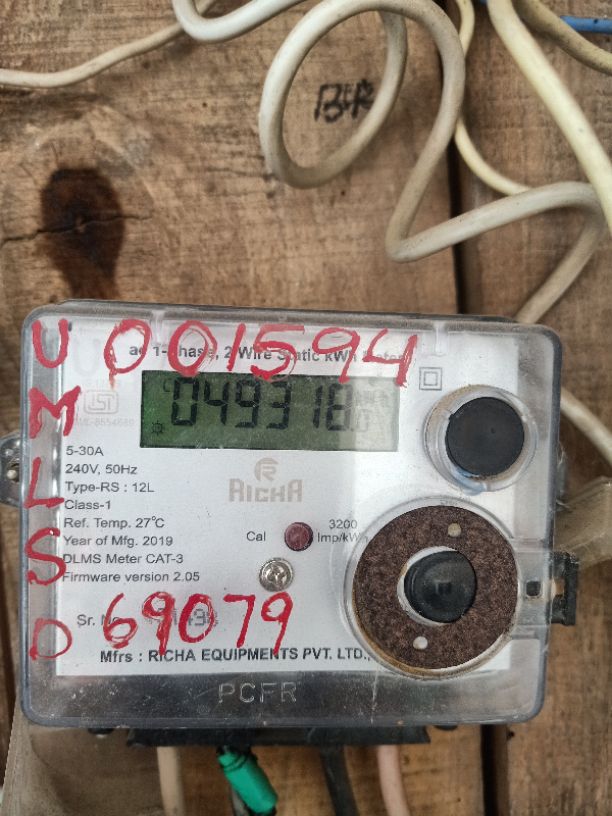 001594
U
M
L
S
D
ac 1-Phase, 2 Wire Static kWh Meter
049318
5-30A
240V, 50Hz
Type-RS : 12L
Class-1
Ref. Temp. 27°C
Year of Mfg. 2019
DLMS Meter CAT-3
Firmware version 2.05
RICHA
Cal
3200
Imp/kWh
Sr. No.
69079
Mfrs : RICHA EQUIPMENTS PVT. LTD.,
PCFR